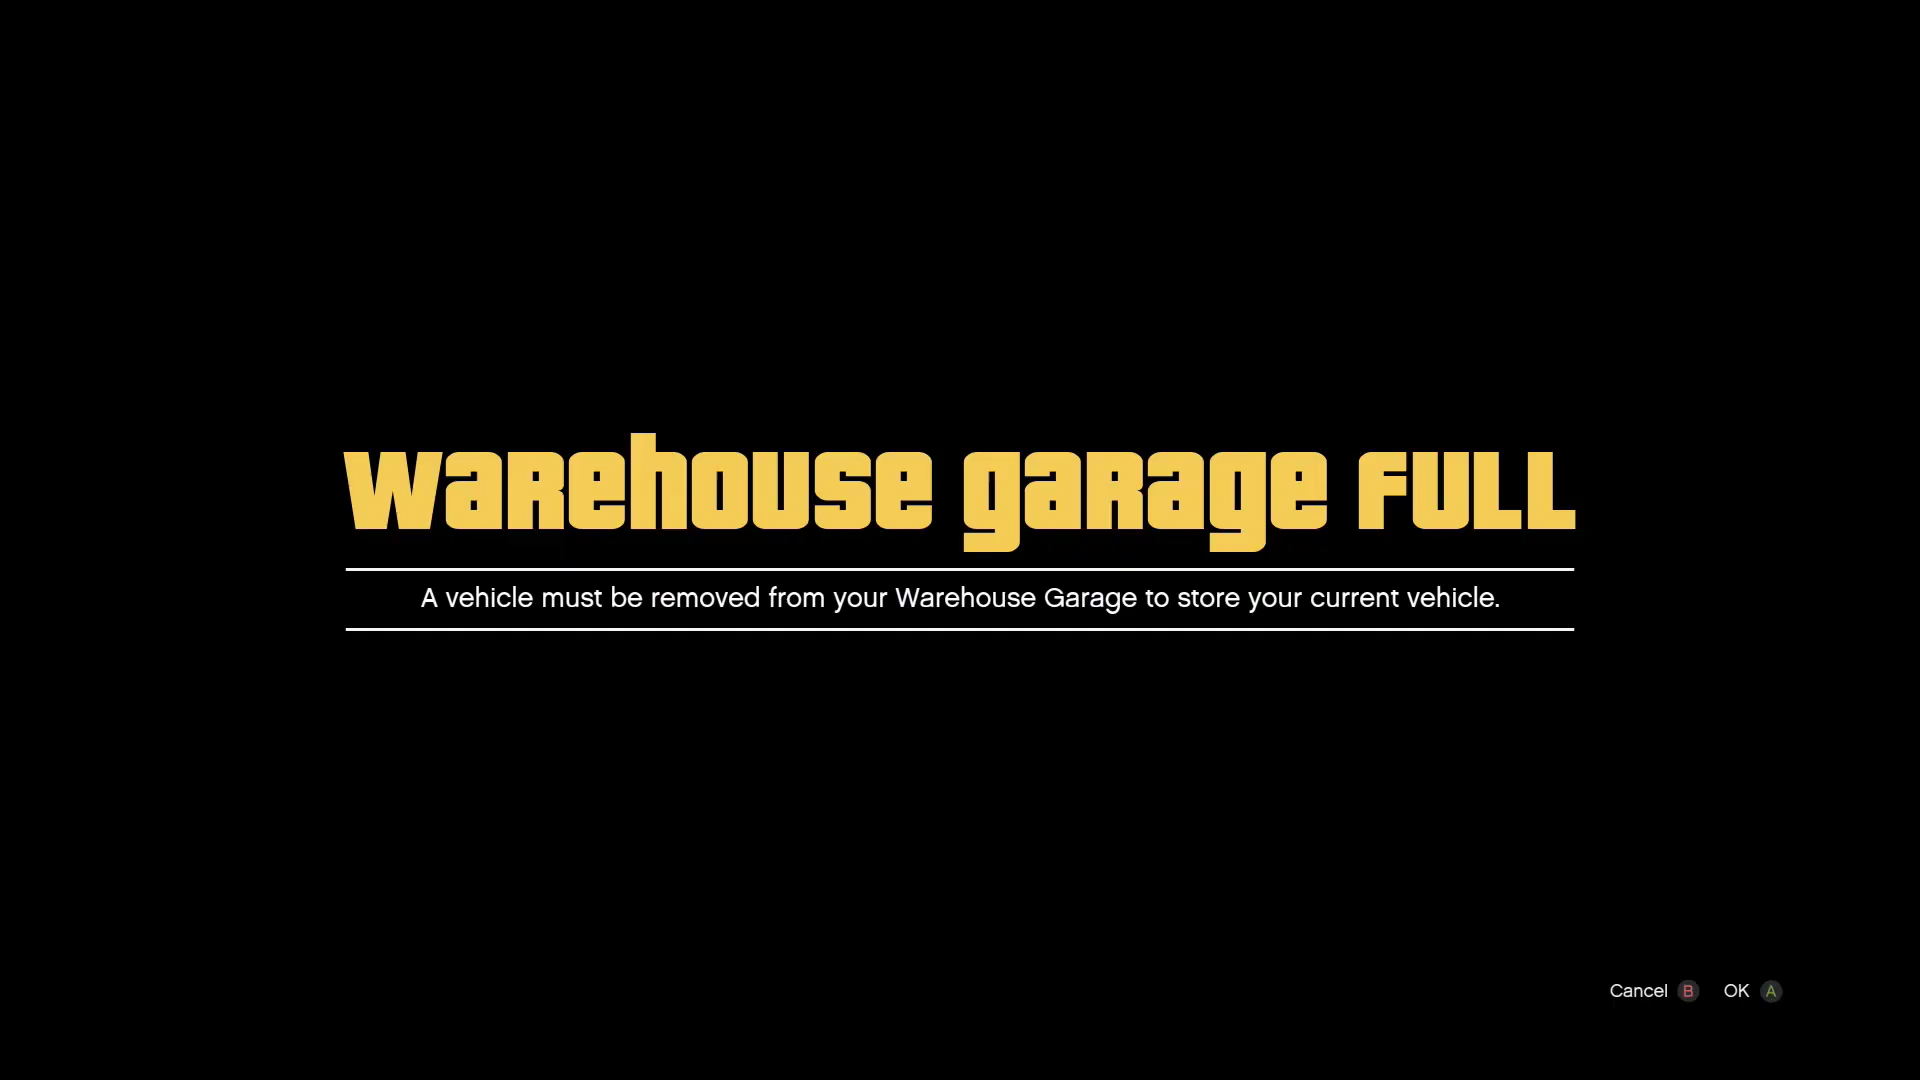 warehouse garage FULL
A vehicle must be removed from your Warehouse Garage to store your current vehicle.
Cancel B OK A